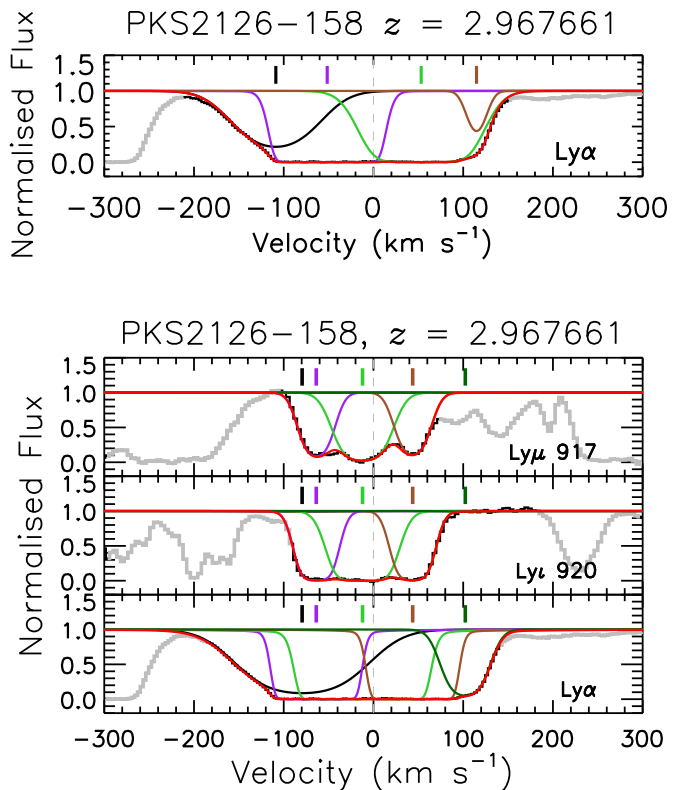 PKS2126−158 z = 2.967661
Normalised Flux
1.5
1.0
0.5
0.0
Lyα
−300 −200 −100 0 100 200 300
Velocity (km s⁻¹)
PKS2126−158, z = 2.967661
Normalised Flux
1.5
1.0
0.5
0.0
Lyμ 917
1.5
1.0
0.5
0.0
Lyι 920
1.5
1.0
0.5
0.0
Lyα
−300 −200 −100 0 100 200 300
Velocity (km s⁻¹)